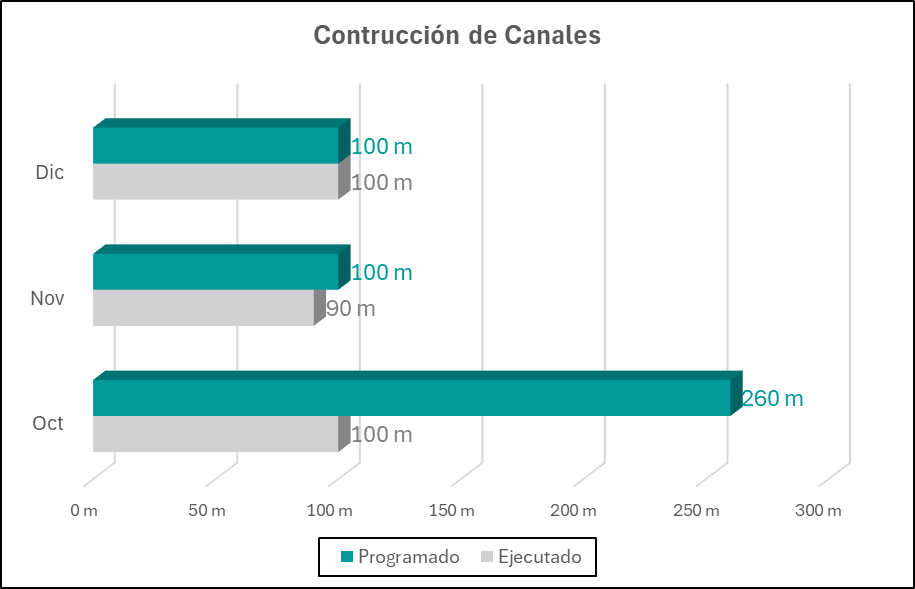 Contrucción de Canales
Dic
100 m
100 m
Nov
100 m
90 m
Oct
260 m
100 m
0 m 50 m 100 m 150 m 200 m 250 m 300 m
Programado Ejecutado